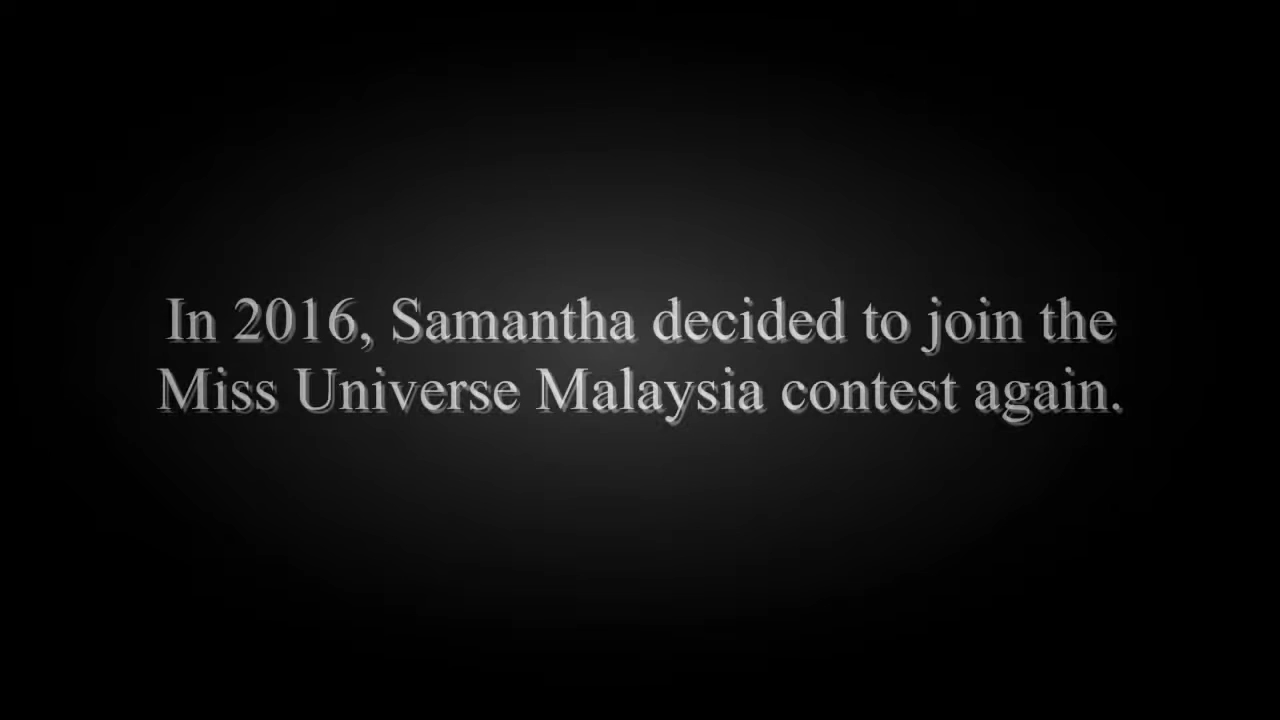 In 2016, Samantha decided to join the
Miss Universe Malaysia contest again.